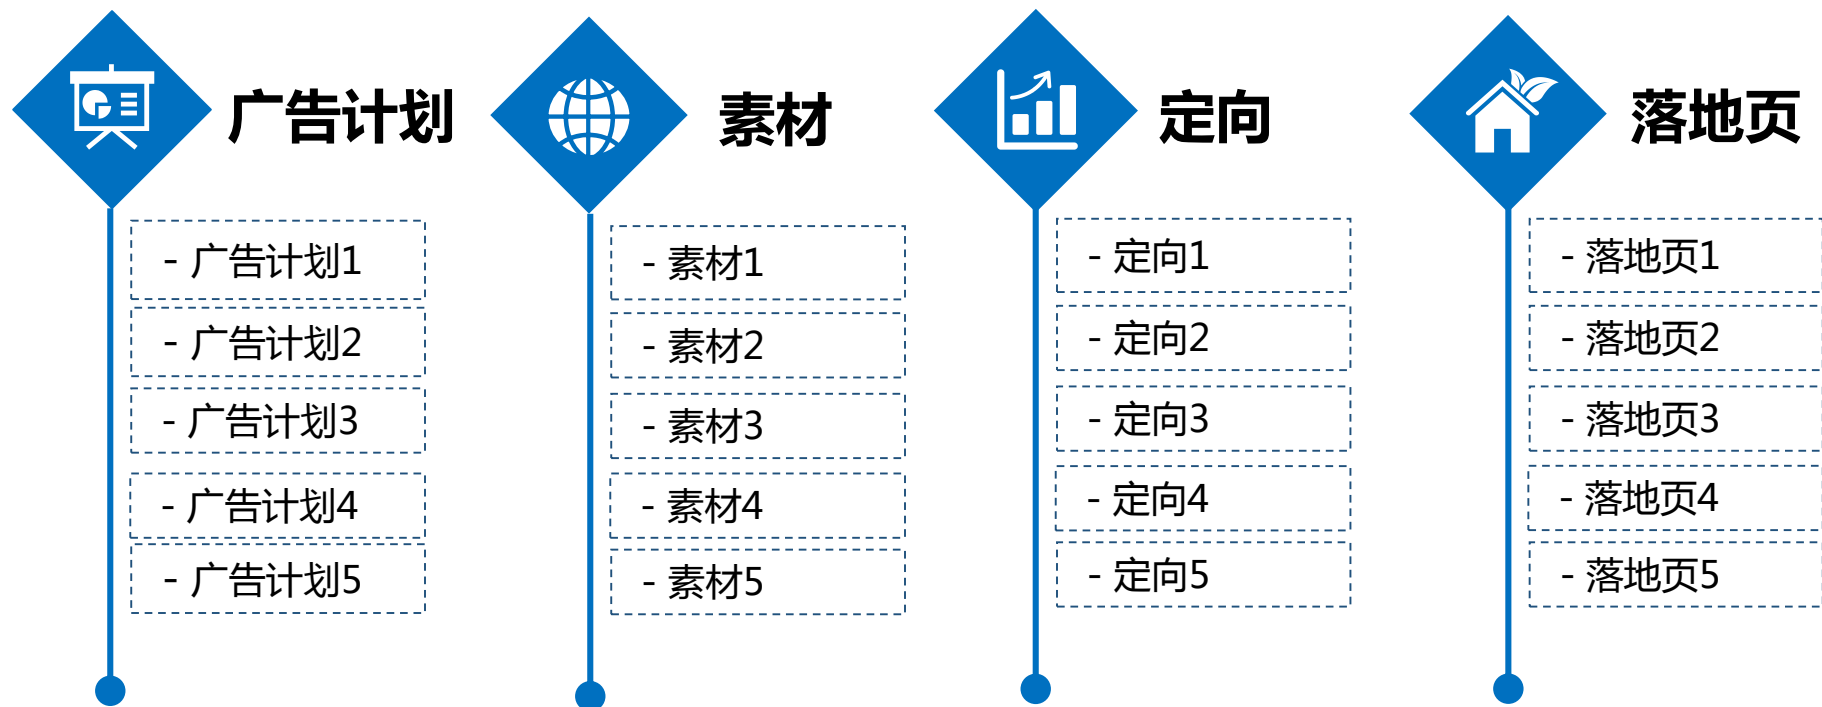 广告计划
- 广告计划1
- 广告计划2
- 广告计划3
- 广告计划4
- 广告计划5
素材
- 素材1
- 素材2
- 素材3
- 素材4
- 素材5
定向
- 定向1
- 定向2
- 定向3
- 定向4
- 定向5
落地页
- 落地页1
- 落地页2
- 落地页3
- 落地页4
- 落地页5